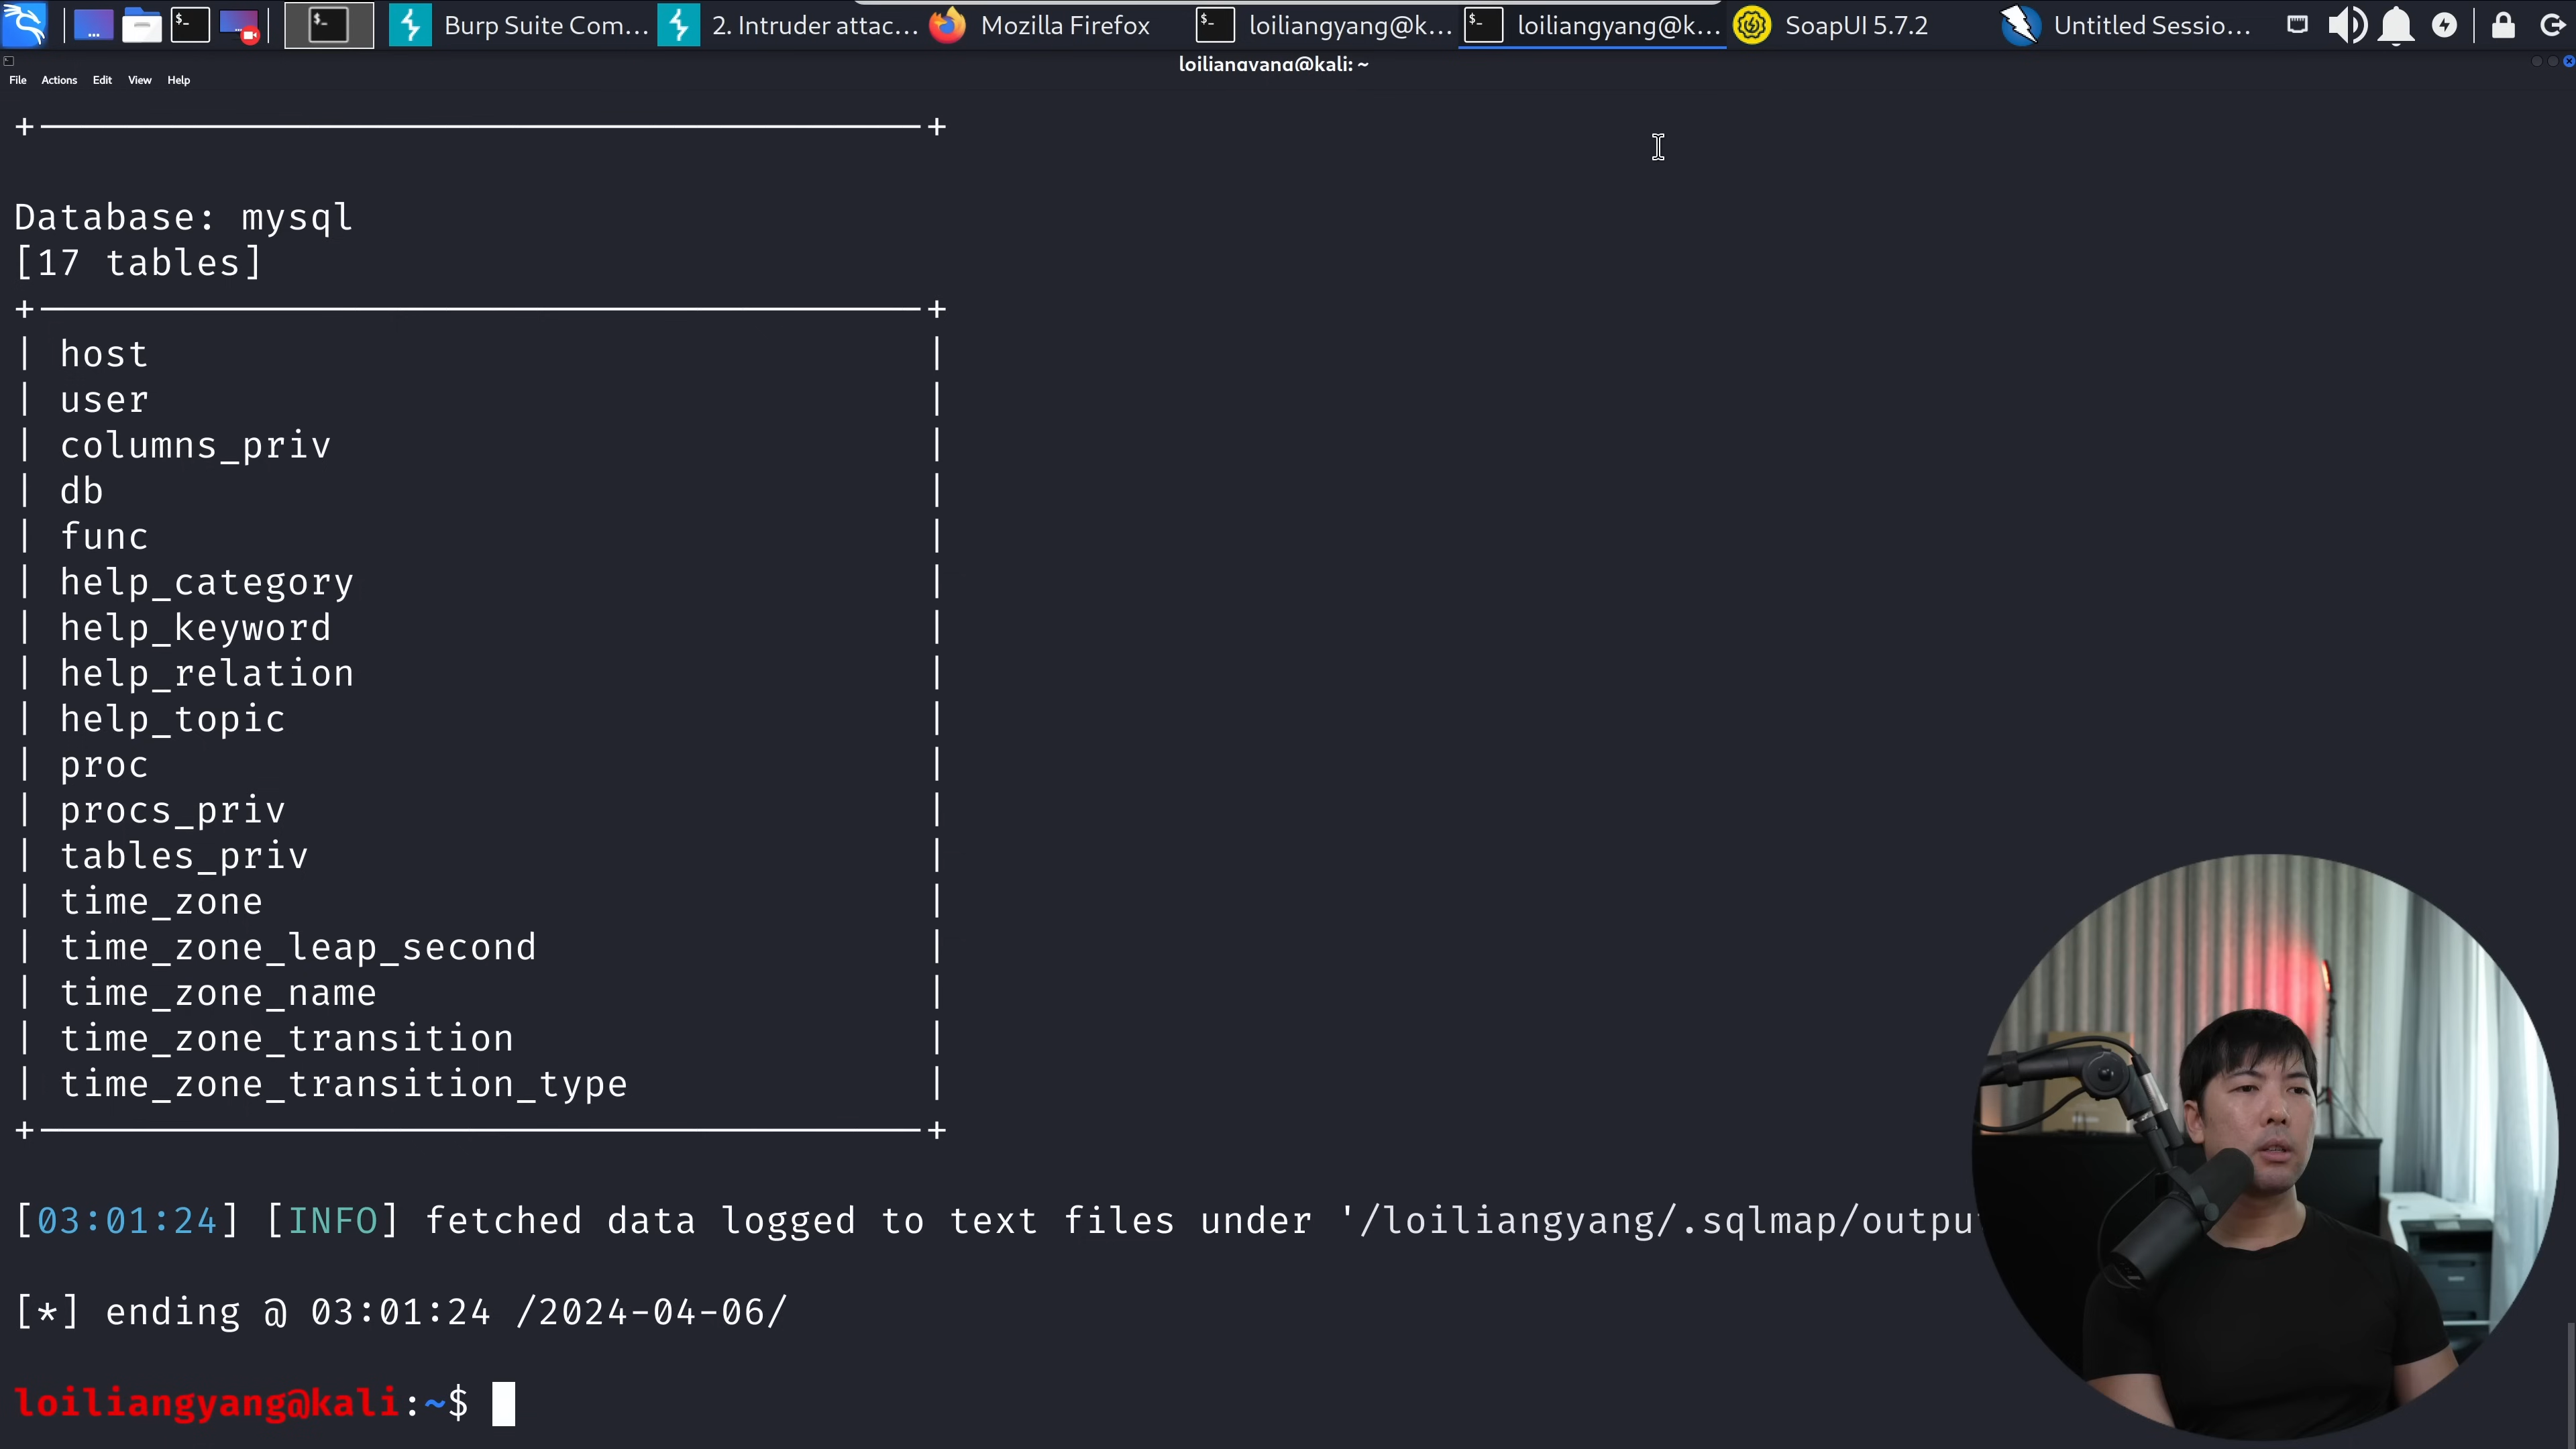 Burp Suite Com...
2. Intruder attac...
Mozilla Firefox
loiliangyang@k...
loiliangyang@k...
SoapUI 5.7.2
Untitled Sessio...
loiliangyang@kali: ~
File Actions Edit View Help
Database: mysql
[17 tables]
| host |
| user |
| columns_priv |
| db |
| func |
| help_category |
| help_keyword |
| help_relation |
| help_topic |
| proc |
| procs_priv |
| tables_priv |
| time_zone |
| time_zone_leap_second |
| time_zone_name |
| time_zone_transition |
| time_zone_transition_type |
[03:01:24] [INFO] fetched data logged to text files under '/loiliangyang/.sqlmap/outpu
[*] ending @ 03:01:24 /2024-04-06/
loiliangyang@kali:~$